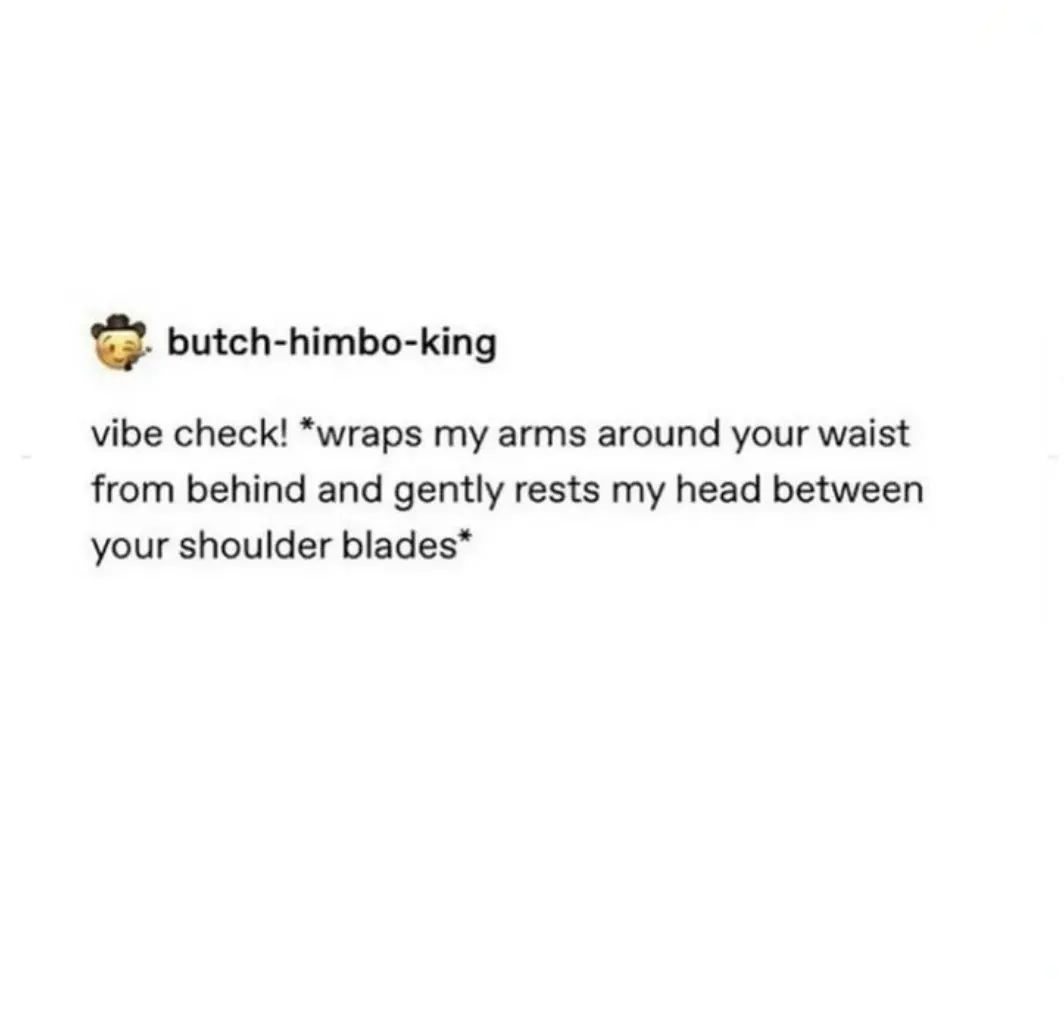 butch-himbo-king
vibe check! *wraps my arms around your waist
from behind and gently rests my head between
your shoulder blades*